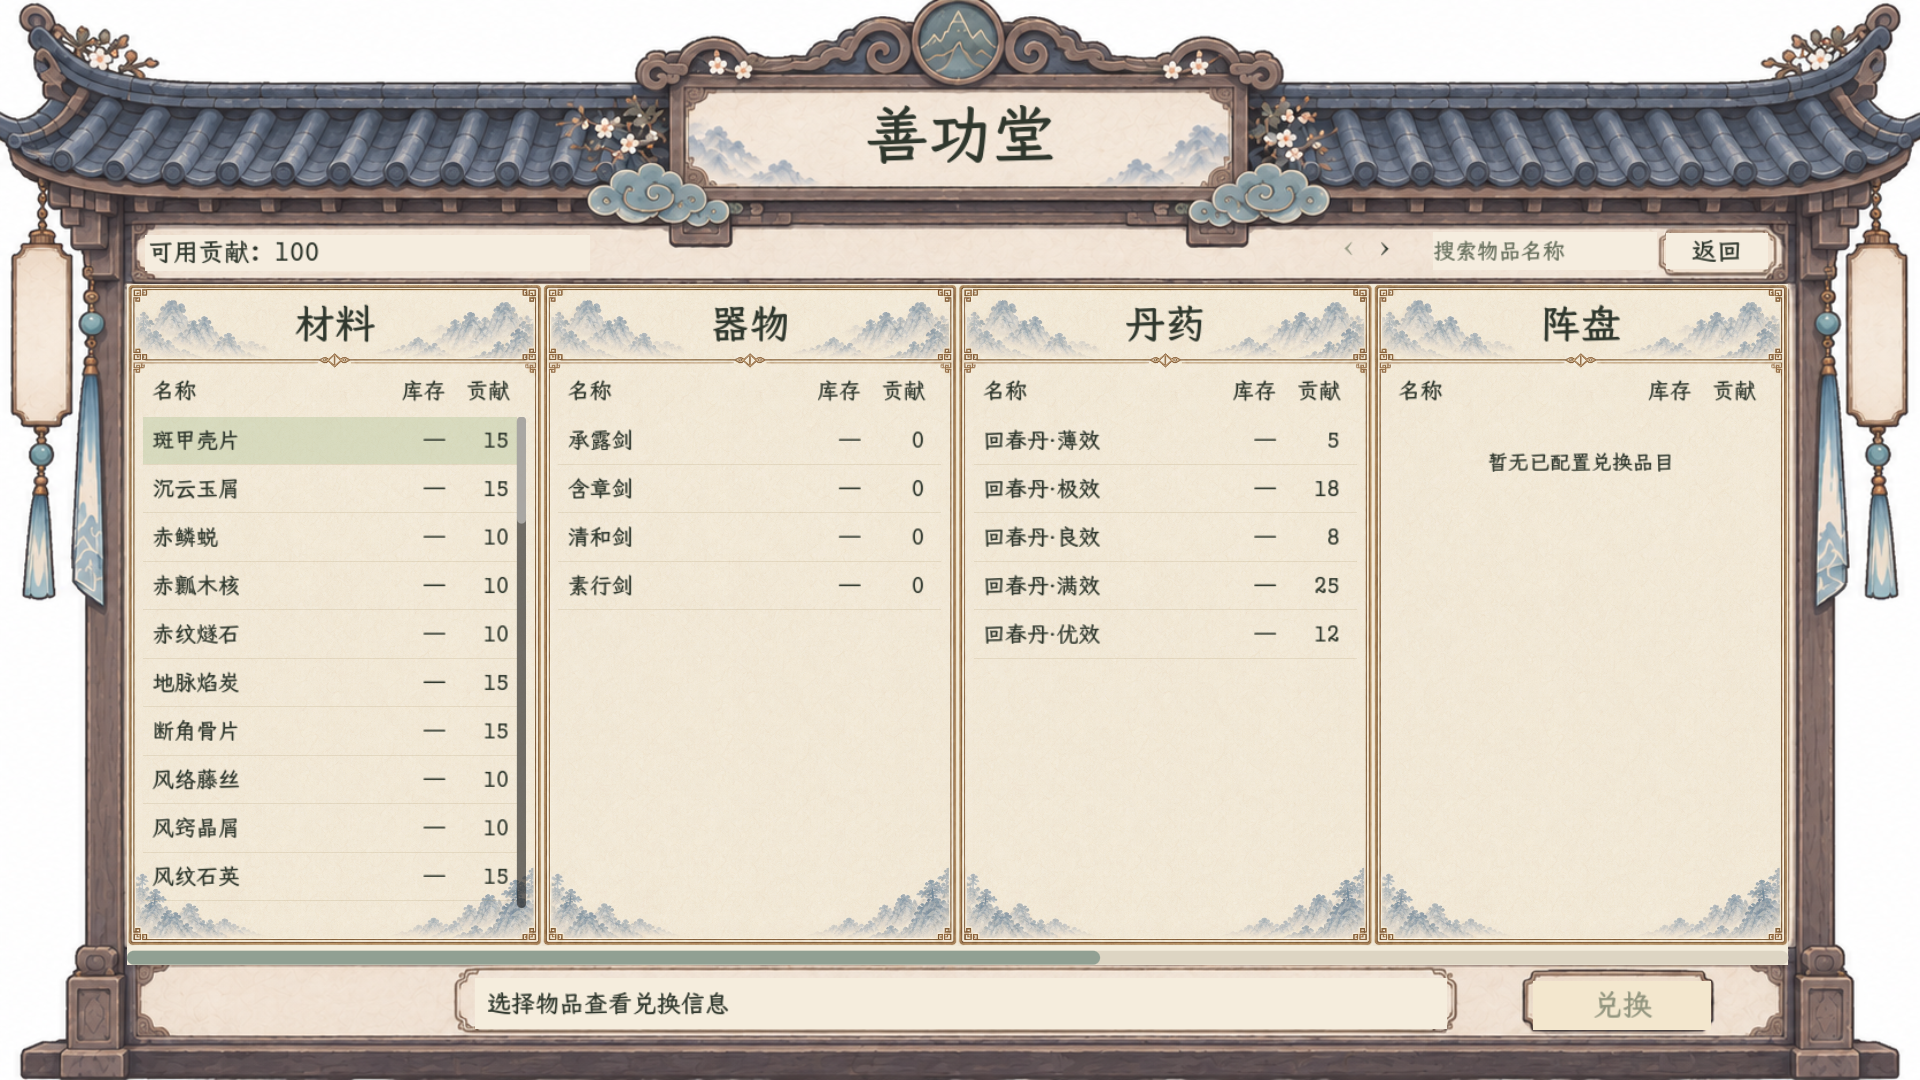 善功堂
可用贡献：100
‹ ›
搜索物品名称
返回
材料
名称 库存 贡献
斑甲壳片 — 15
沉云玉屑 — 15
赤鳞蜕 — 10
赤瓤木核 — 10
赤纹燧石 — 10
地脉焰炭 — 15
断角骨片 — 15
风络藤丝 — 10
风窍晶屑 — 10
风纹石英 — 15
器物
名称 库存 贡献
承露剑 — 0
含章剑 — 0
清和剑 — 0
素行剑 — 0
丹药
名称 库存 贡献
回春丹·薄效 — 5
回春丹·极效 — 18
回春丹·良效 — 8
回春丹·满效 — 25
回春丹·优效 — 12
阵盘
名称 库存 贡献
暂无已配置兑换品目
选择物品查看兑换信息
兑换